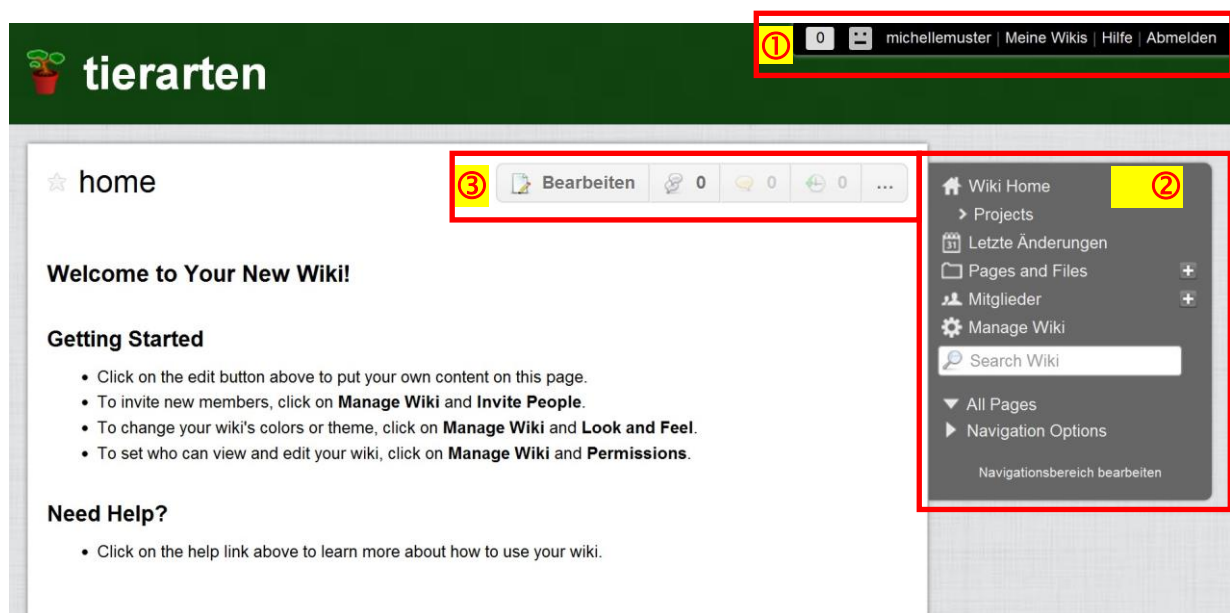 ① 0 michellemuster | Meine Wikis | Hilfe | Abmelden
tierarten
home
③ Bearbeiten 0 0 0 ...
② 
Wiki Home
Projects
31 Letzte Änderungen
Pages and Files +
Mitglieder +
Manage Wiki
Search Wiki
All Pages
Navigation Options
Navigationsbereich bearbeiten
Welcome to Your New Wiki!
Getting Started
• Click on the edit button above to put your own content on this page.
• To invite new members, click on Manage Wiki and Invite People.
• To change your wiki's colors or theme, click on Manage Wiki and Look and Feel.
• To set who can view and edit your wiki, click on Manage Wiki and Permissions.
Need Help?
• Click on the help link above to learn more about how to use your wiki.